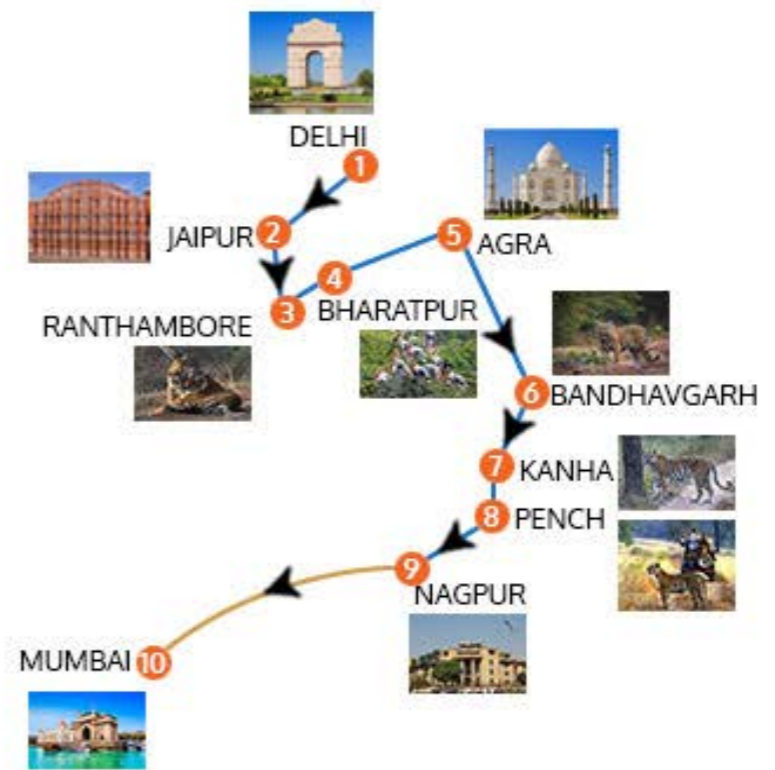 DELHI
1
2
JAIPUR
3
RANTHAMBORE
4
BHARATPUR
5
AGRA
6
BANDHAVGARH
7
KANHA
8
PENCH
9
NAGPUR
MUMBAI 10